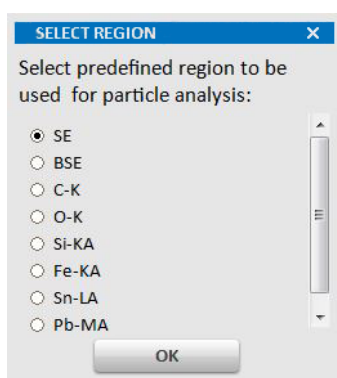 SELECT REGION
Select predefined region to be
used for particle analysis:
SE
BSE
C-K
O-K
Si-KA
Fe-KA
Sn-LA
Pb-MA
OK